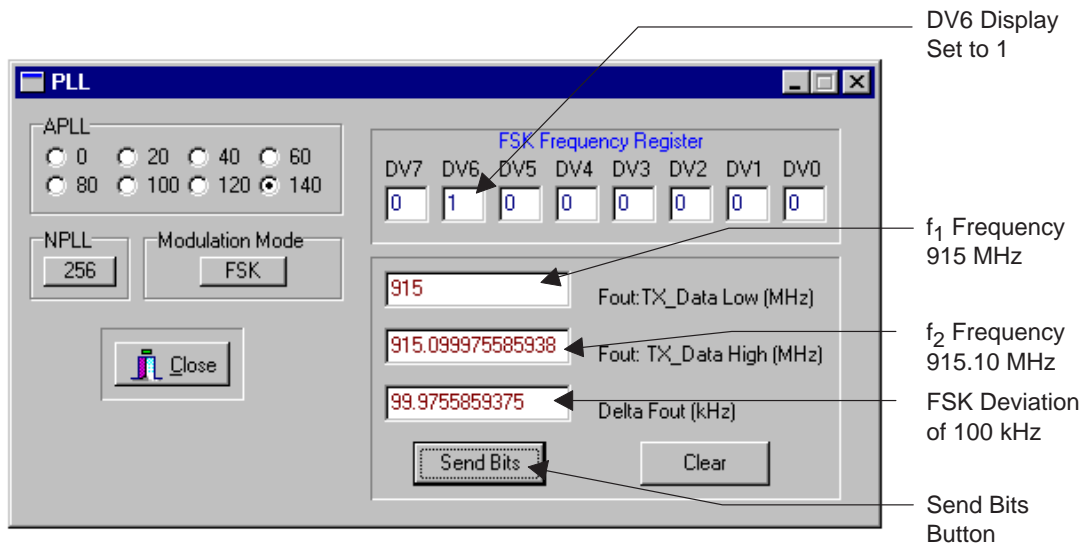 DV6 Display
Set to 1
PLL
APLL
0 20 40 60
80 100 120 140
FSK Frequency Register
DV7 DV6 DV5 DV4 DV3 DV2 DV1 DV0
0 1 0 0 0 0 0 0
NPLL
256
Modulation Mode
FSK
f1 Frequency
915 MHz
915
Fout:TX_Data Low (MHz)
915.099975585938
Fout: TX_Data High (MHz)
f2 Frequency
915.10 MHz
Close
99.9755859375
Delta Fout (kHz)
FSK Deviation
of 100 kHz
Send Bits
Clear
Send Bits
Button